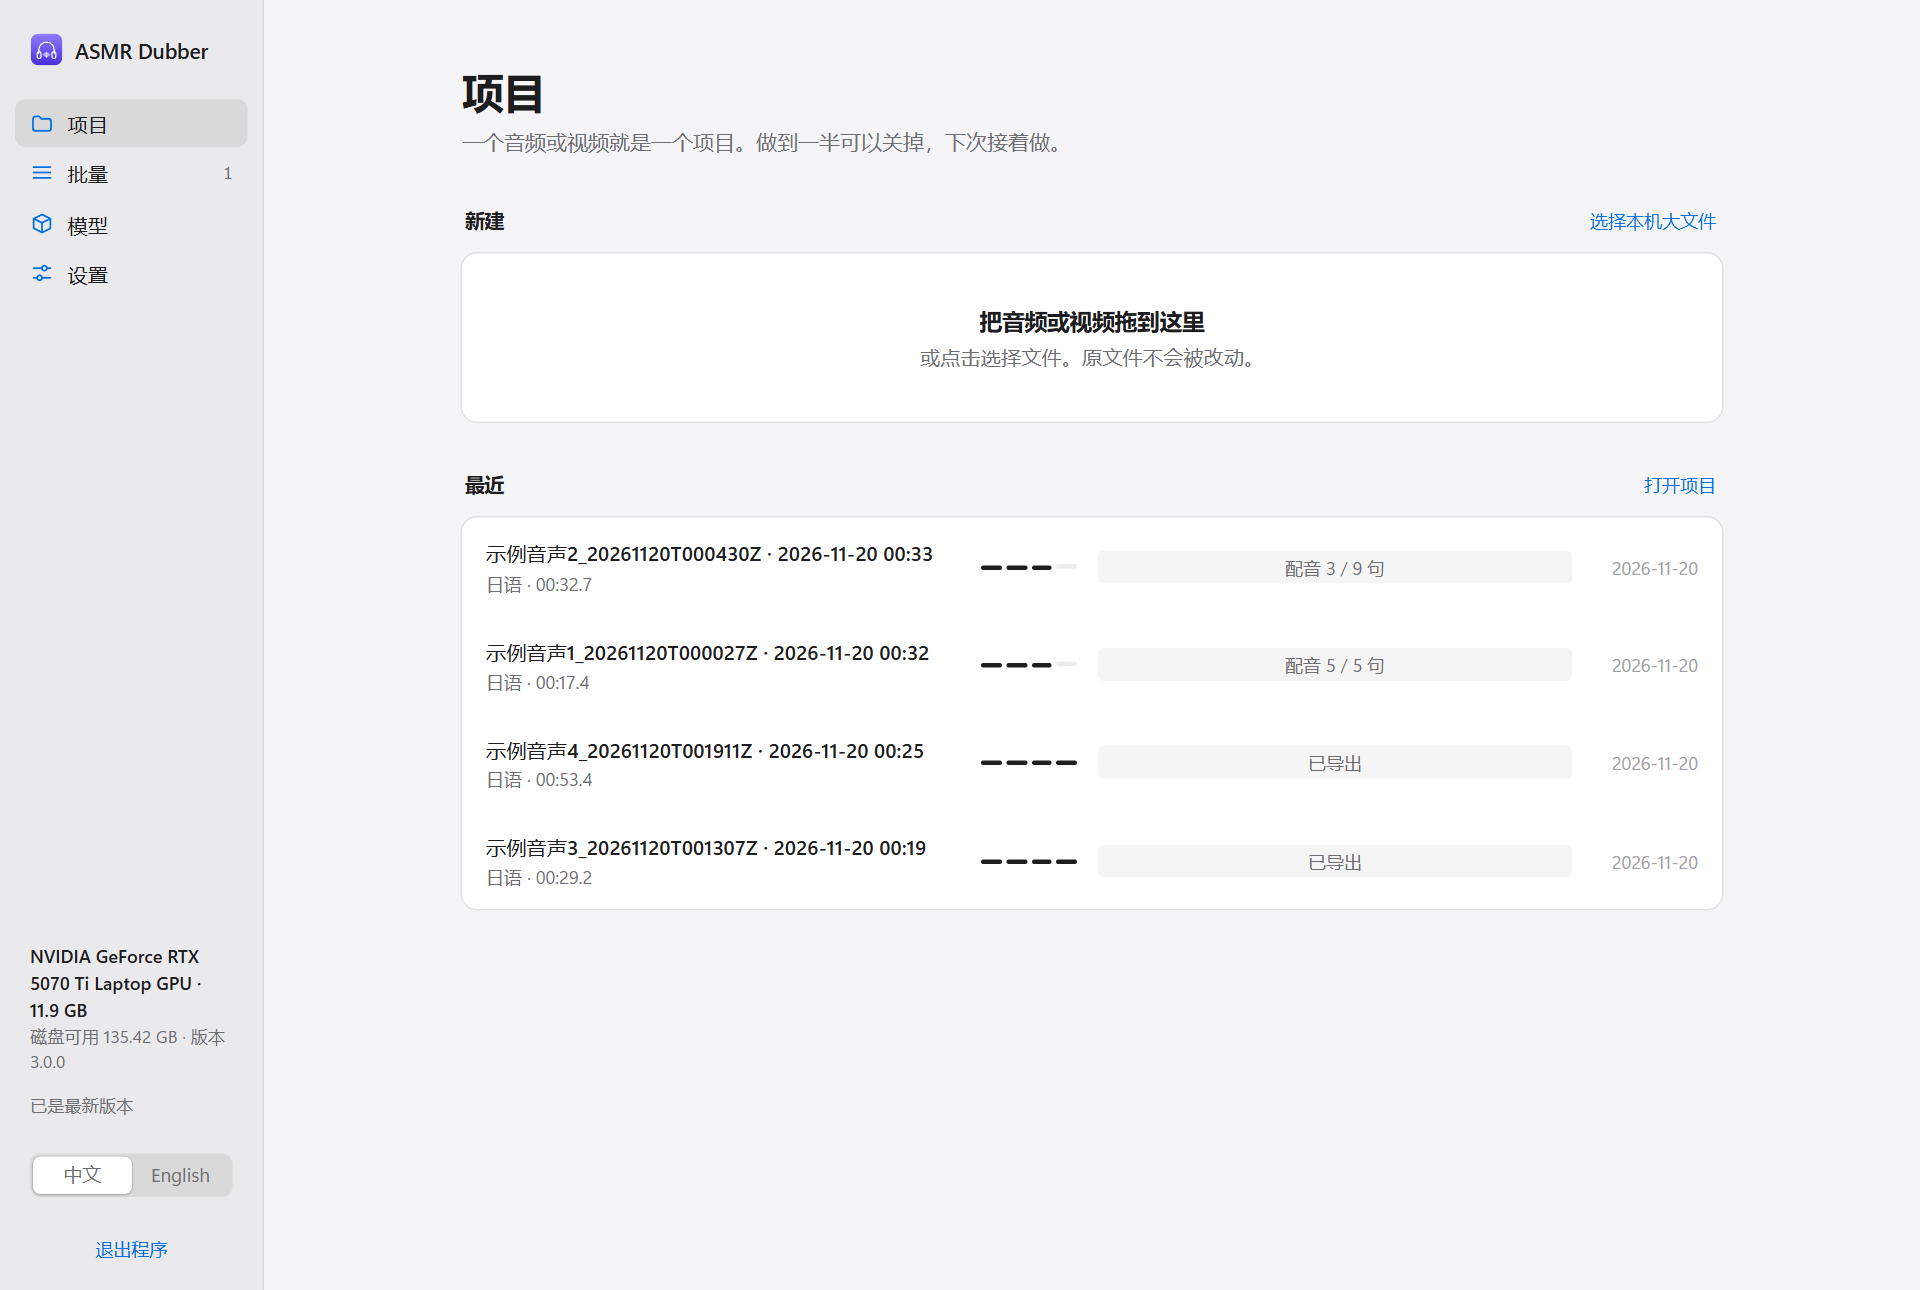 ASMR Dubber
项目
批量 1
模型
设置
NVIDIA GeForce RTX
5070 Ti Laptop GPU ·
11.9 GB
磁盘可用 135.42 GB · 版本
3.0.0
已是最新版本
中文 English
退出程序
项目
一个音频或视频就是一个项目。做到一半可以关掉，下次接着做。
新建 选择本机大文件
把音频或视频拖到这里
或点击选择文件。原文件不会被改动。
最近 打开项目
示例音声2_20261120T000430Z · 2026-11-20 00:33
日语 · 00:32.7
配音 3 / 9 句
2026-11-20
示例音声1_20261120T000027Z · 2026-11-20 00:32
日语 · 00:17.4
配音 5 / 5 句
2026-11-20
示例音声4_20261120T001911Z · 2026-11-20 00:25
日语 · 00:53.4
已导出
2026-11-20
示例音声3_20261120T001307Z · 2026-11-20 00:19
日语 · 00:29.2
已导出
2026-11-20